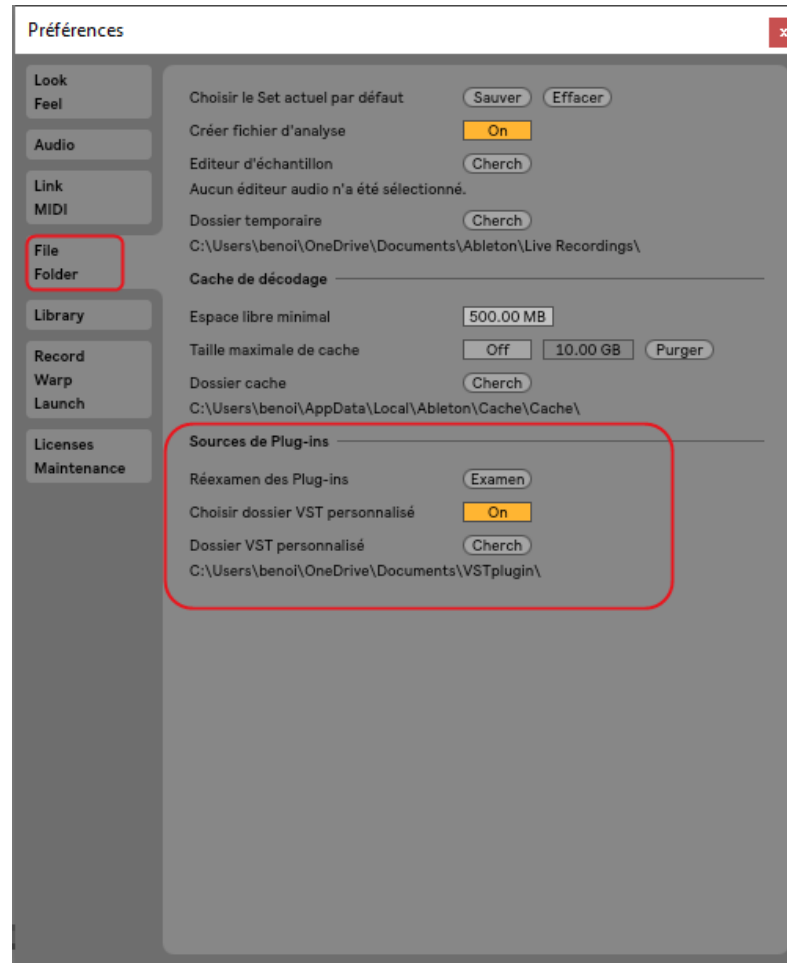 Préférences
x
Look
Feel
Audio
Link
MIDI
File
Folder
Library
Record
Warp
Launch
Licenses
Maintenance
Choisir le Set actuel par défaut Sauver Effacer
Créer fichier d'analyse On
Editeur d'échantillon Cherch
Aucun éditeur audio n'a été sélectionné.
Dossier temporaire Cherch
C:\Users\benoi\OneDrive\Documents\Ableton\Live Recordings\
Cache de décodage
Espace libre minimal 500.00 MB
Taille maximale de cache Off 10.00 GB Purger
Dossier cache Cherch
C:\Users\benoi\AppData\Local\Ableton\Cache\Cache\
Sources de Plug-ins
Réexamen des Plug-ins Examen
Choisir dossier VST personnalisé On
Dossier VST personnalisé Cherch
C:\Users\benoi\OneDrive\Documents\VSTplugin\